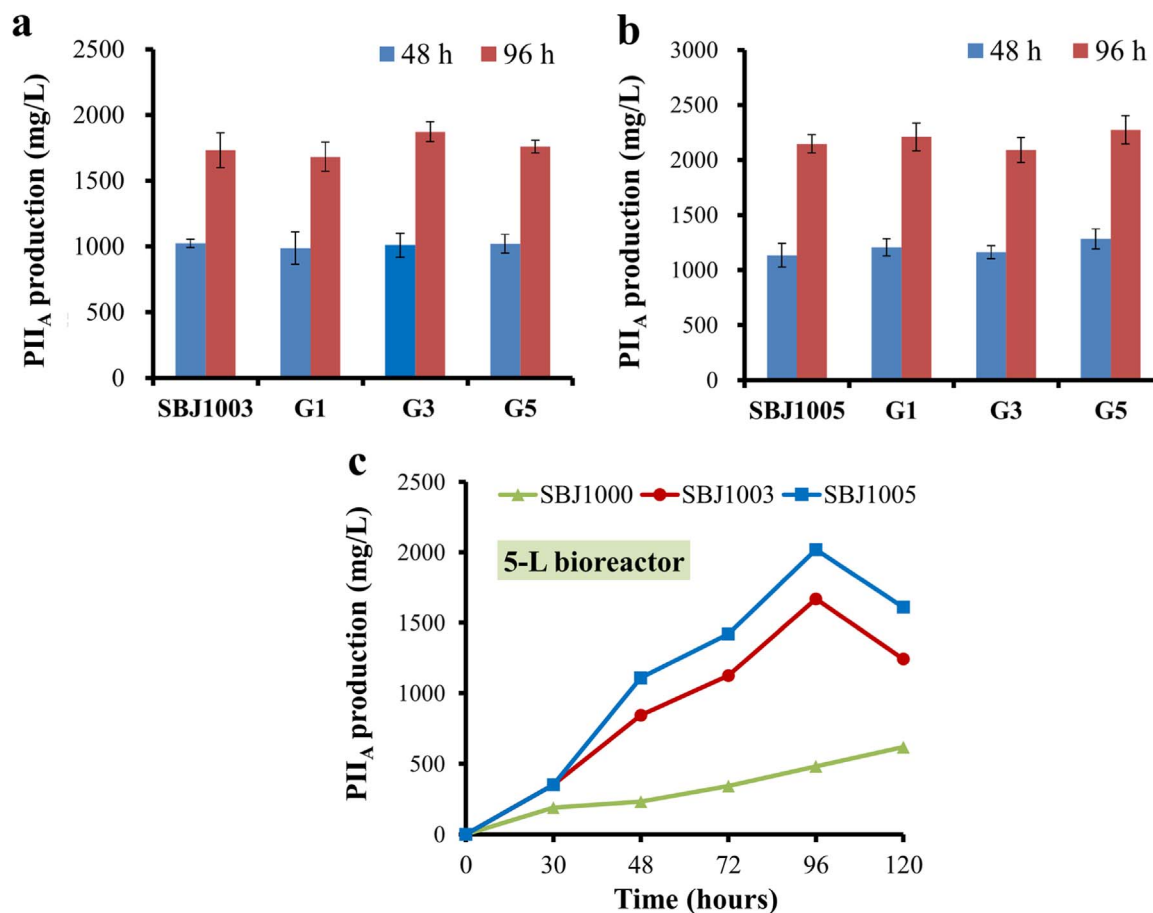 a
48 h 96 h
PIIA production (mg/L)
2500
2000
1500
1000
500
0
SBJ1003 G1 G3 G5
b
48 h 96 h
PIIA production (mg/L)
3000
2500
2000
1500
1000
500
0
SBJ1005 G1 G3 G5
c
SBJ1000 SBJ1003 SBJ1005
5-L bioreactor
PIIA production (mg/L)
2500
2000
1500
1000
500
0
0 30 48 72 96 120
Time (hours)